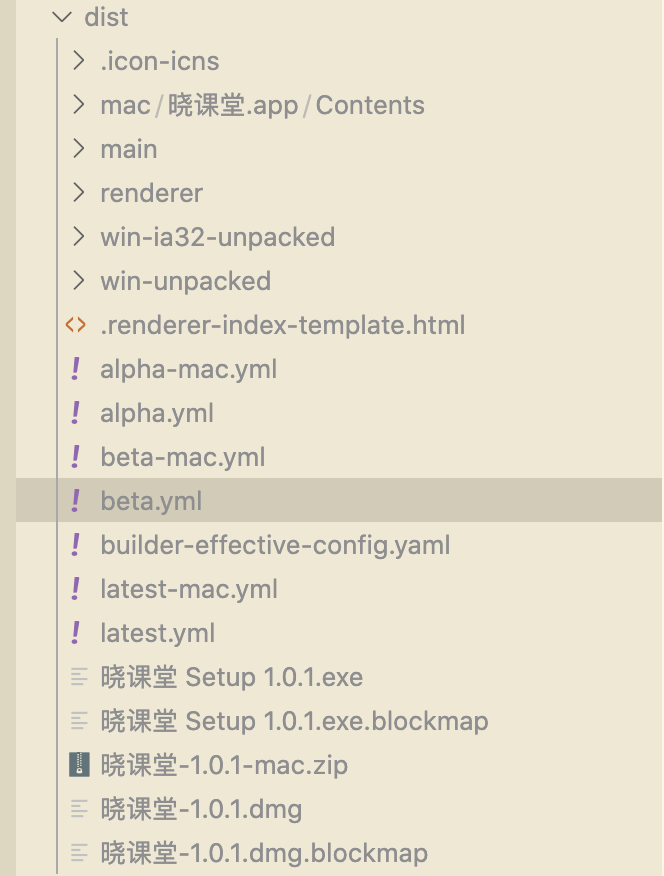 dist
.icon-icns
mac/晓课堂.app/Contents
main
renderer
win-ia32-unpacked
win-unpacked
.renderer-index-template.html
alpha-mac.yml
alpha.yml
beta-mac.yml
beta.yml
builder-effective-config.yaml
latest-mac.yml
latest.yml
晓课堂 Setup 1.0.1.exe
晓课堂 Setup 1.0.1.exe.blockmap
晓课堂-1.0.1-mac.zip
晓课堂-1.0.1.dmg
晓课堂-1.0.1.dmg.blockmap